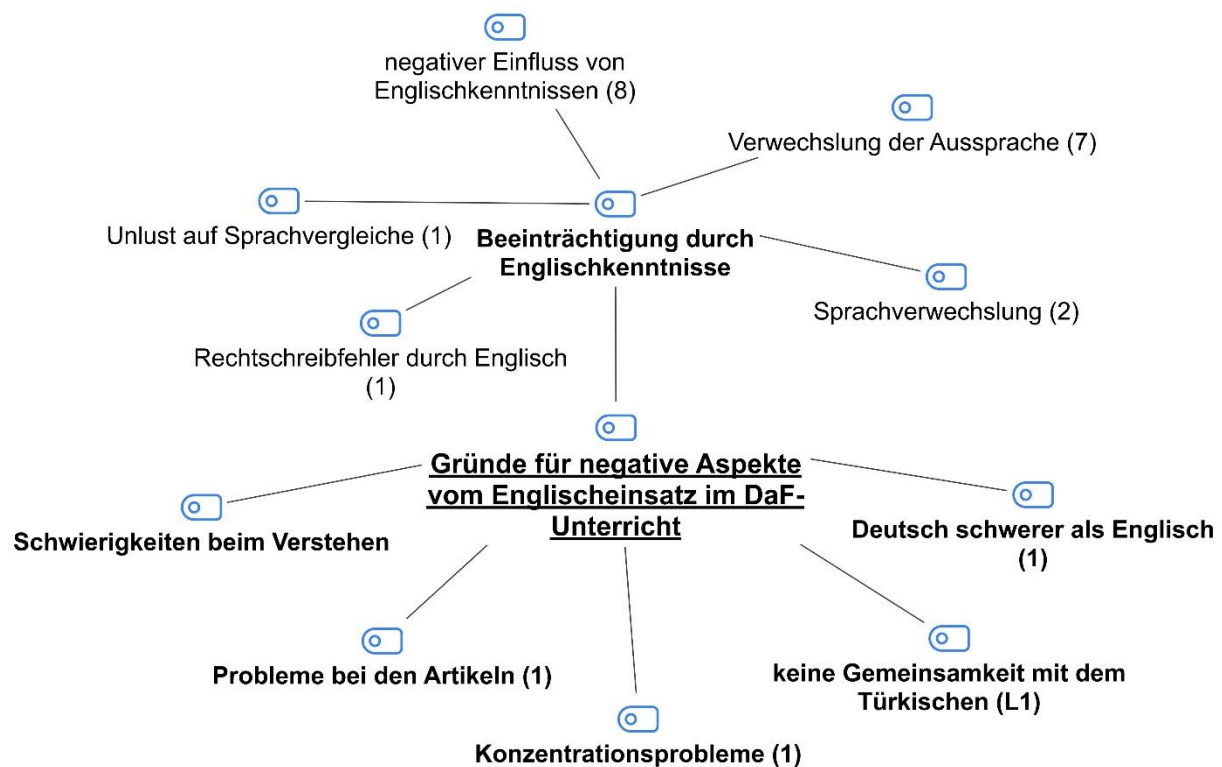 negativer Einfluss von
Englischkenntnissen (8)
Verwechslung der Aussprache (7)
Unlust auf Sprachvergleiche (1)
Beeinträchtigung durch
Englischkenntnisse
Sprachverwechslung (2)
Rechtschreibfehler durch Englisch
(1)
Gründe für negative Aspekte
vom Englischeinsatz im DaF-
Unterricht
Schwierigkeiten beim Verstehen
Deutsch schwerer als Englisch
(1)
Probleme bei den Artikeln (1)
keine Gemeinsamkeit mit dem
Türkischen (L1)
Konzentrationsprobleme (1)